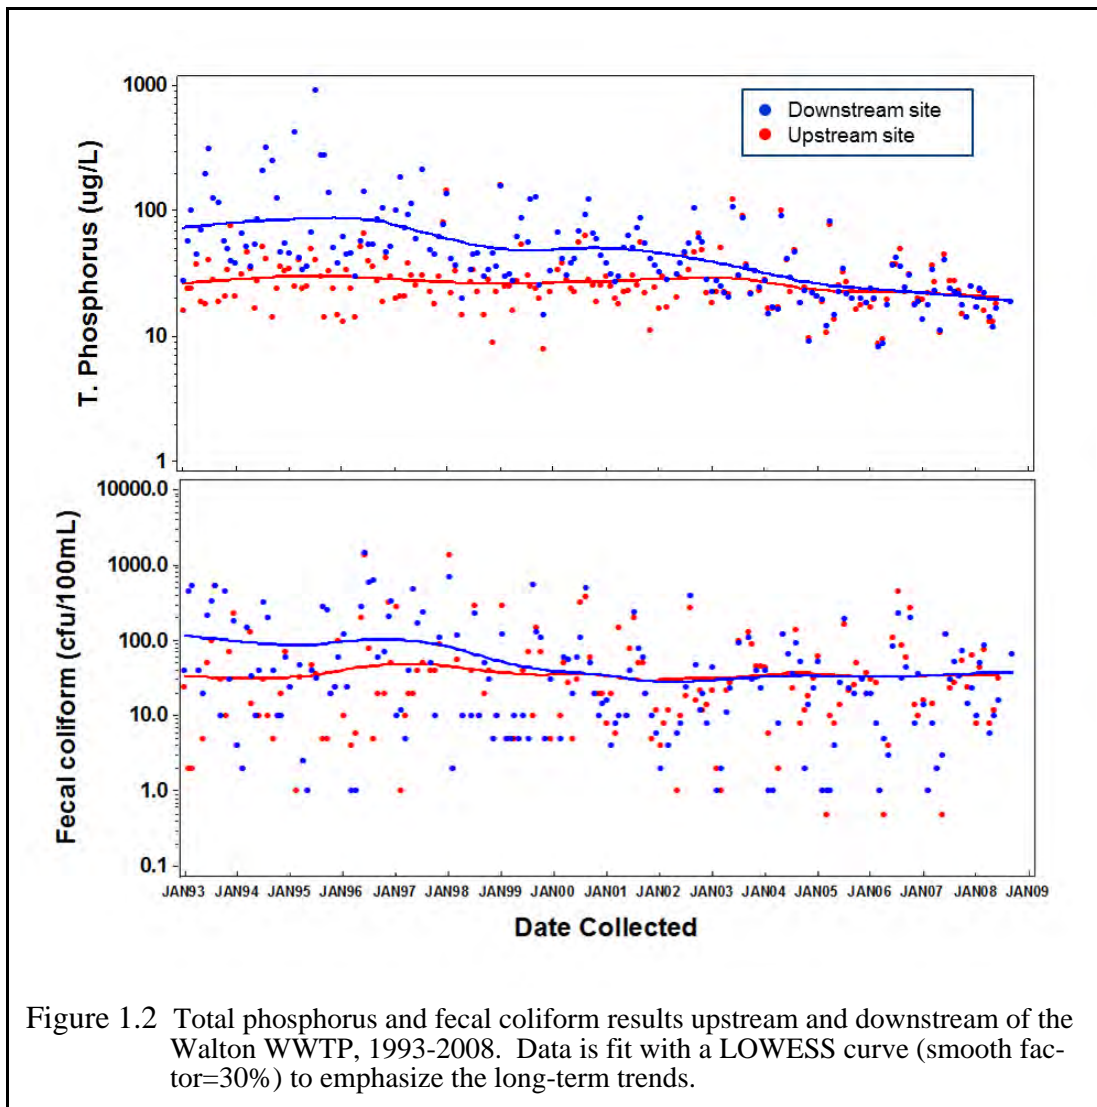 1000
100
10
1
T. Phosphorus (ug/L)
Downstream site
Upstream site
10000.0
1000.0
100.0
10.0
1.0
0.1
Fecal coliform (cfu/100mL)
JAN93 JAN94 JAN95 JAN96 JAN97 JAN98 JAN99 JAN00 JAN01 JAN02 JAN03 JAN04 JAN05 JAN06 JAN07 JAN08 JAN09
Date Collected
Figure 1.2 Total phosphorus and fecal coliform results upstream and downstream of the
Walton WWTP, 1993-2008. Data is fit with a LOWESS curve (smooth fac-
tor=30%) to emphasize the long-term trends.